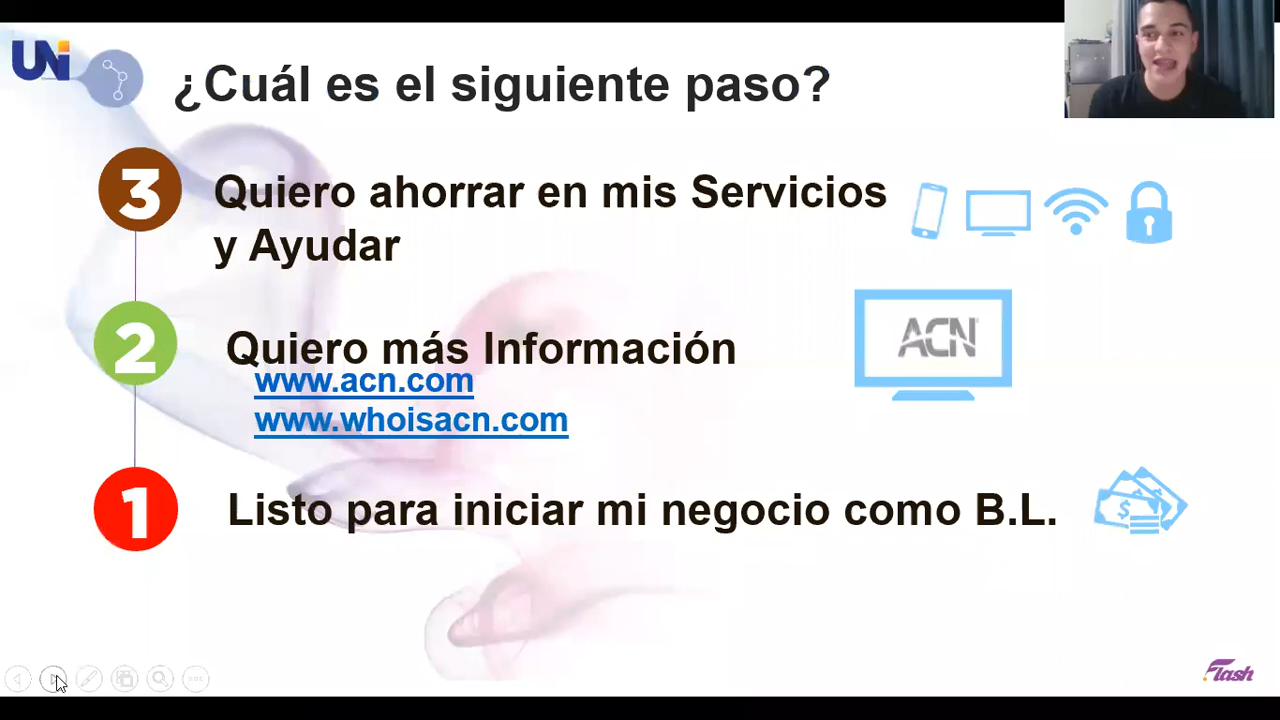 UNi
¿Cuál es el siguiente paso?
3
Quiero ahorrar en mis Servicios
y Ayudar
2
Quiero más Información
www.acn.com
www.whoisacn.com
ACN
1
Listo para iniciar mi negocio como B.L.
$
Flash